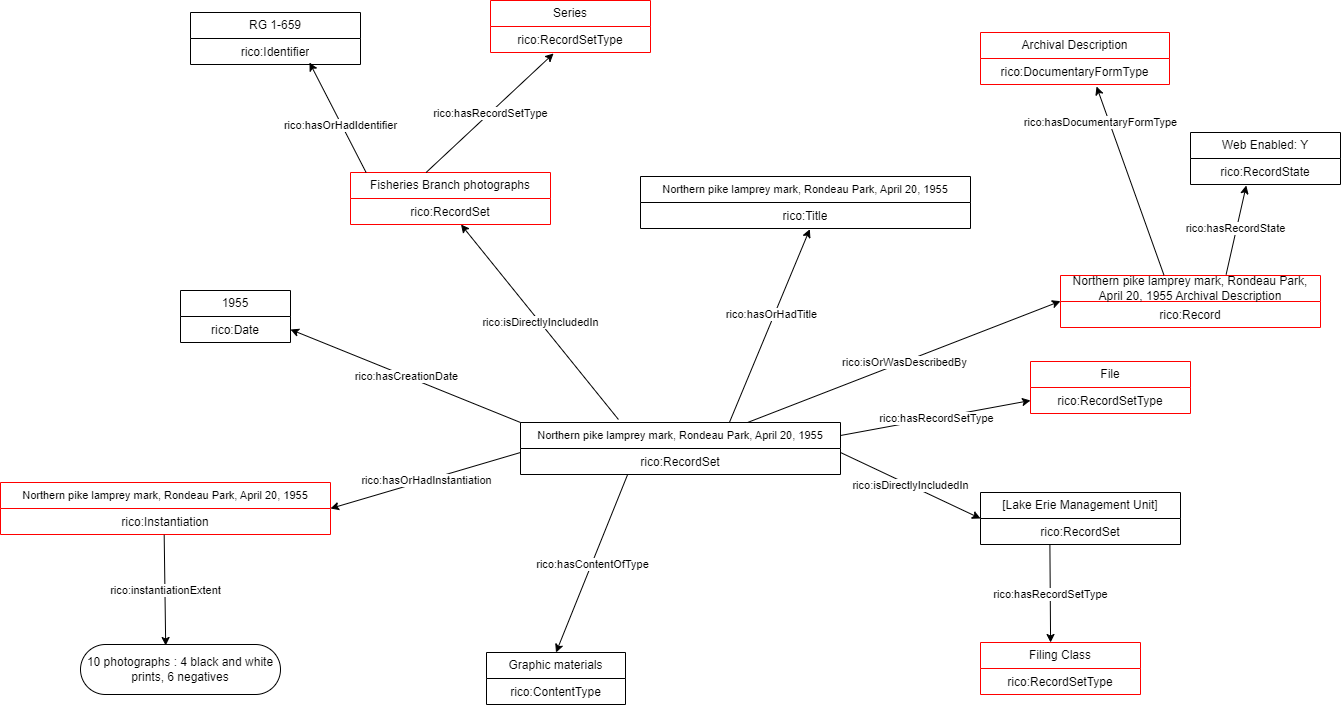 Series
rico:RecordSetType
RG 1-659
rico:Identifier
Archival Description
rico:DocumentaryFormType
rico:hasRecordSetType
rico:hasOrHadIdentifier
rico:hasDocumentaryFormType
Web Enabled: Y
rico:RecordState
Fisheries Branch photographs
rico:RecordSet
Northern pike lamprey mark, Rondeau Park, April 20, 1955
rico:Title
rico:hasRecordState
Northern pike lamprey mark, Rondeau Park,
April 20, 1955 Archival Description
rico:Record
1955
rico:Date
rico:isDirectlyIncludedIn
rico:hasOrHadTitle
rico:isOrWasDescribedBy
rico:hasCreationDate
File
rico:RecordSetType
rico:hasRecordSetType
Northern pike lamprey mark, Rondeau Park, April 20, 1955
rico:RecordSet
rico:hasOrHadInstantiation
rico:isDirectlyIncludedIn
Northern pike lamprey mark, Rondeau Park, April 20, 1955
rico:Instantiation
[Lake Erie Management Unit]
rico:RecordSet
rico:hasContentOfType
rico:instantiationExtent
rico:hasRecordSetType
10 photographs : 4 black and white
prints, 6 negatives
Graphic materials
rico:ContentType
Filing Class
rico:RecordSetType